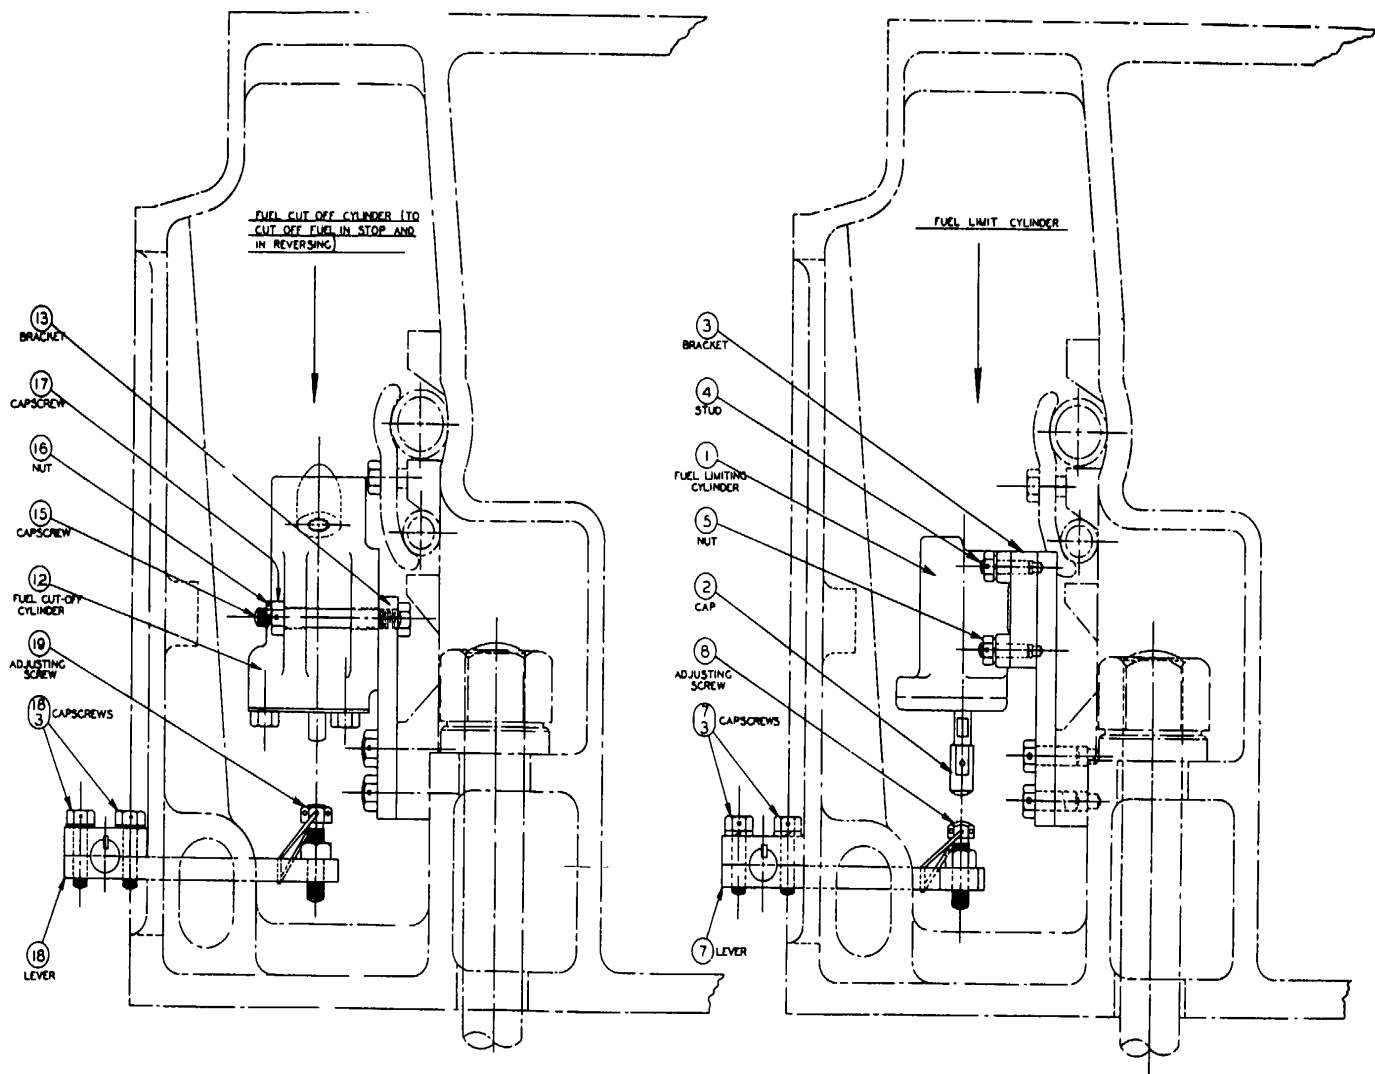 FUEL CUT OFF CYLINDER (TO
CUT OFF FUEL IN STOP AND
IN REVERSING)
13
BRACKET
17
CAPSCREW
16
NUT
15
CAPSCREW
12
FUEL CUT-OFF
CYLINDER
19
ADJUSTING
SCREW
18
3 CAPSCREWS
18
LEVER
FUEL LIMIT CYLINDER
3
BRACKET
4
STUD
1
FUEL LIMITING
CYLINDER
5
NUT
2
CAP
8
ADJUSTING
SCREW
7
3 CAPSCREWS
7 LEVER